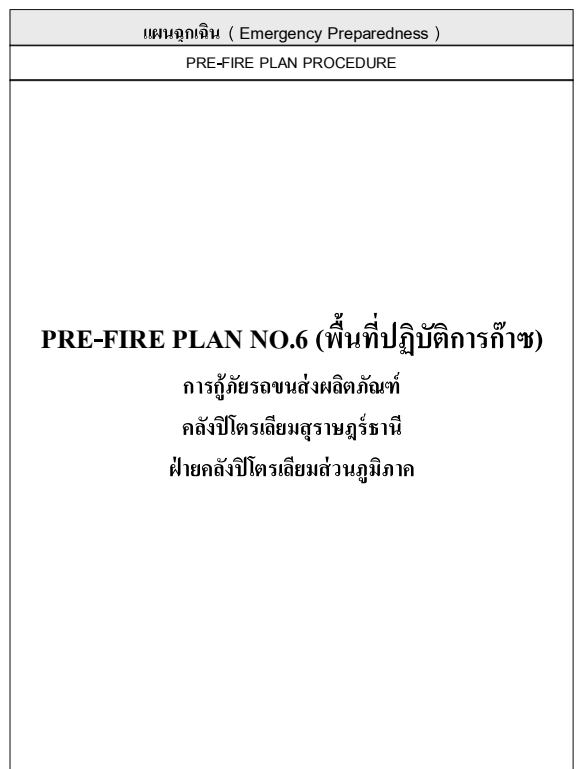 แผนฉุกเฉิน ( Emergency Preparedness )
PRE-FIRE PLAN PROCEDURE
PRE-FIRE PLAN NO.6 (พื้นที่ปฏิบัติการก๊าซ)
การกู้ภัยรถขนส่งผลิตภัณฑ์
คลังปิโตรเลียมสุราษฎร์ธานี
ฝ่ายคลังปิโตรเลียมส่วนภูมิภาค